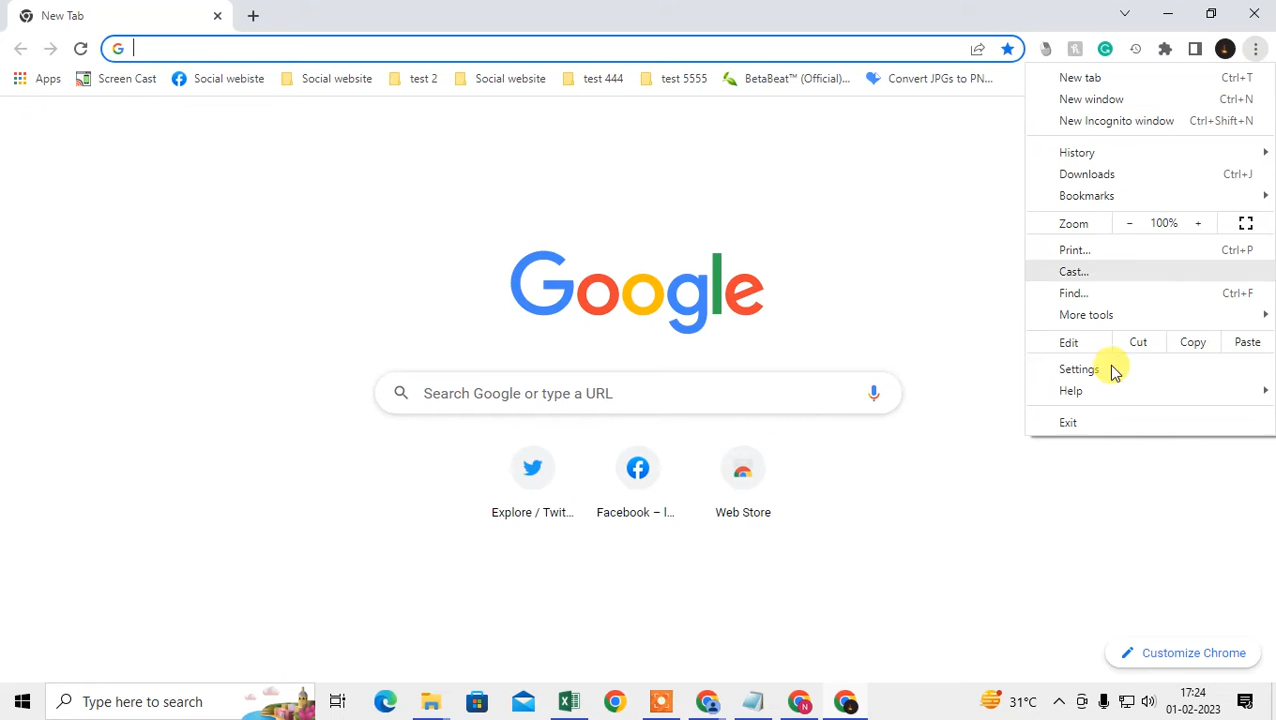 New Tab
Apps
Screen Cast
Social webiste
Social website
test 2
Social website
test 444
test 5555
BetaBeat™ (Official)...
Convert JPGs to PN...
New tab Ctrl+T
New window Ctrl+N
New Incognito window Ctrl+Shift+N
History
Downloads Ctrl+J
Bookmarks
Zoom - 100% +
Print... Ctrl+P
Cast...
Find... Ctrl+F
More tools
Edit Cut Copy Paste
Settings
Help
Exit
Google
Search Google or type a URL
Explore / Twit...
Facebook – l...
Web Store
Customize Chrome
Type here to search
N
31°C
7:24
01-02-2023